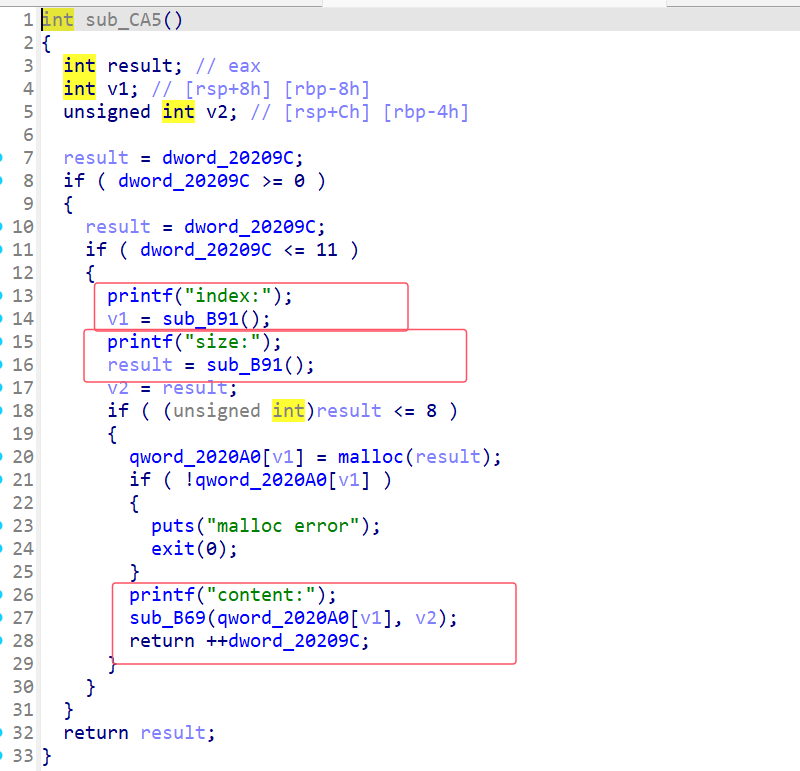 1 int sub_CA5()
2 {
3 int result; // eax
4 int v1; // [rsp+8h] [rbp-8h]
5 unsigned int v2; // [rsp+Ch] [rbp-4h]
6
7 result = dword_20209C;
8 if ( dword_20209C >= 0 )
9 {
10 result = dword_20209C;
11 if ( dword_20209C <= 11 )
12 {
13 printf("index:");
14 v1 = sub_B91();
15 printf("size:");
16 result = sub_B91();
17 v2 = result;
18 if ( (unsigned int)result <= 8 )
19 {
20 qword_2020A0[v1] = malloc(result);
21 if ( !qword_2020A0[v1] )
22 {
23 puts("malloc error");
24 exit(0);
25 }
26 printf("content:");
27 sub_B69(qword_2020A0[v1], v2);
28 return ++dword_20209C;
29 }
30 }
31 }
32 return result;
33 }